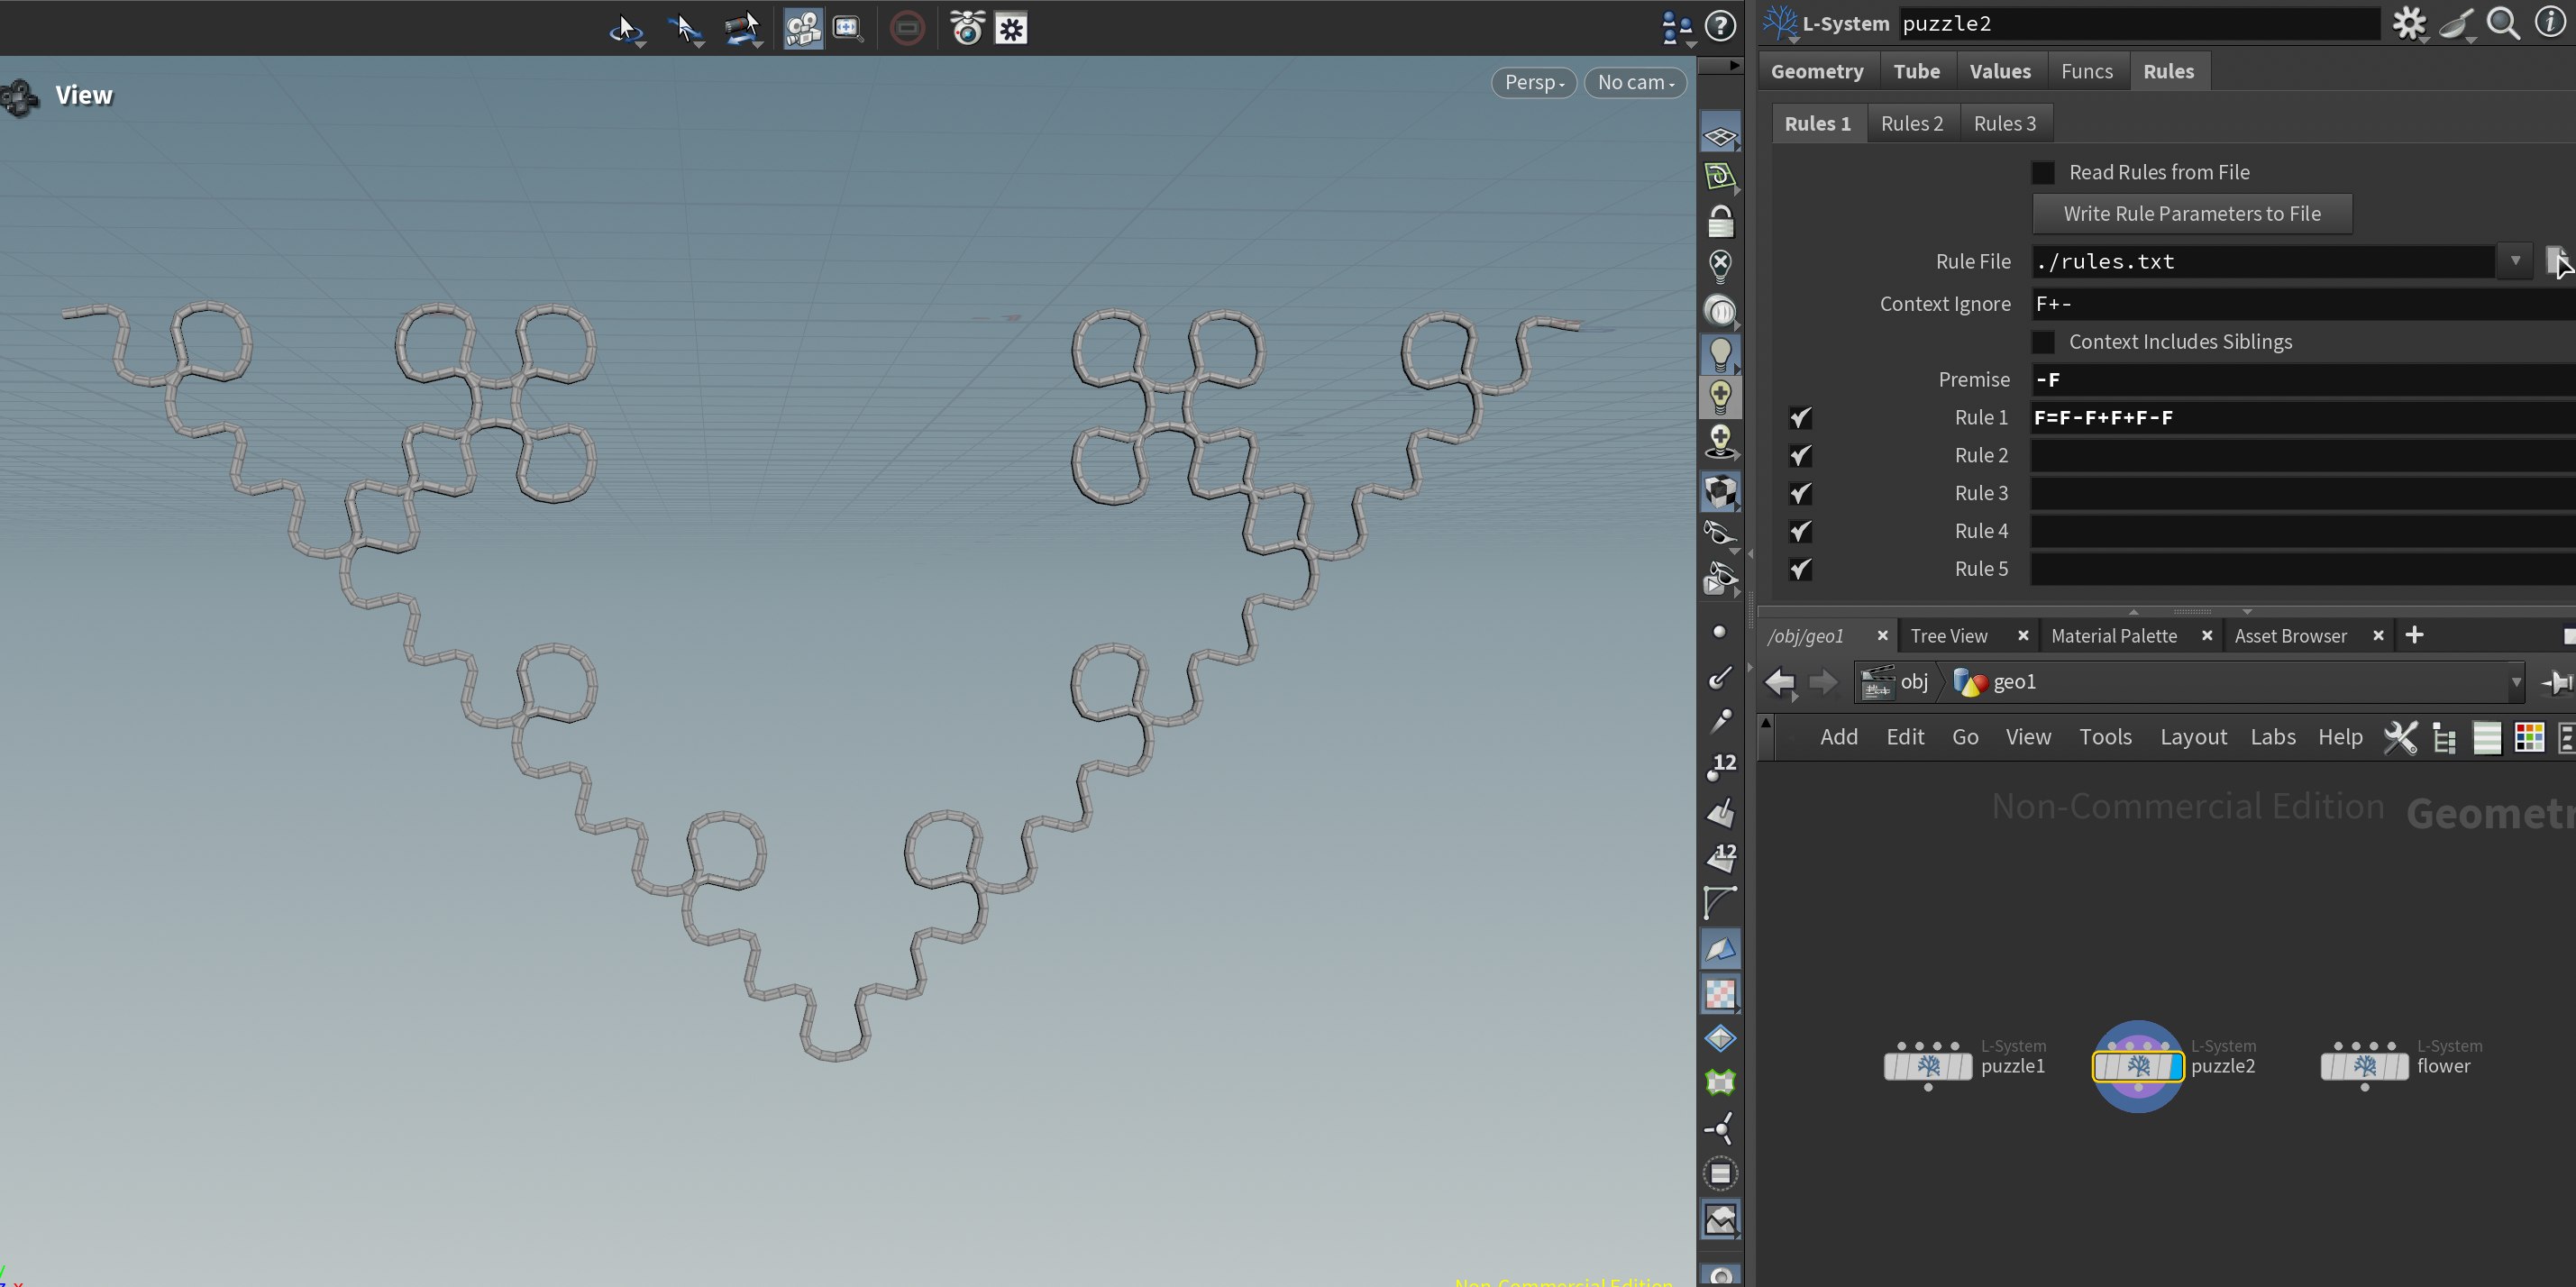 L-System puzzle2
Geometry Tube Values Funcs Rules
View
Persp No cam
Rules 1 Rules 2 Rules 3
Read Rules from File
Write Rule Parameters to File
Rule File ./rules.txt
Context Ignore F+-
Context Includes Siblings
Premise -F
Rule 1 F=F-F+F+F-F
Rule 2
Rule 3
Rule 4
Rule 5
/obj/geo1 Tree View Material Palette Asset Browser
obj geo1
Add Edit Go View Tools Layout Labs Help
12
12
Non-Commercial Edition
L-System
puzzle1
L-System
puzzle2
L-System
flower
Non-Commercial Edition